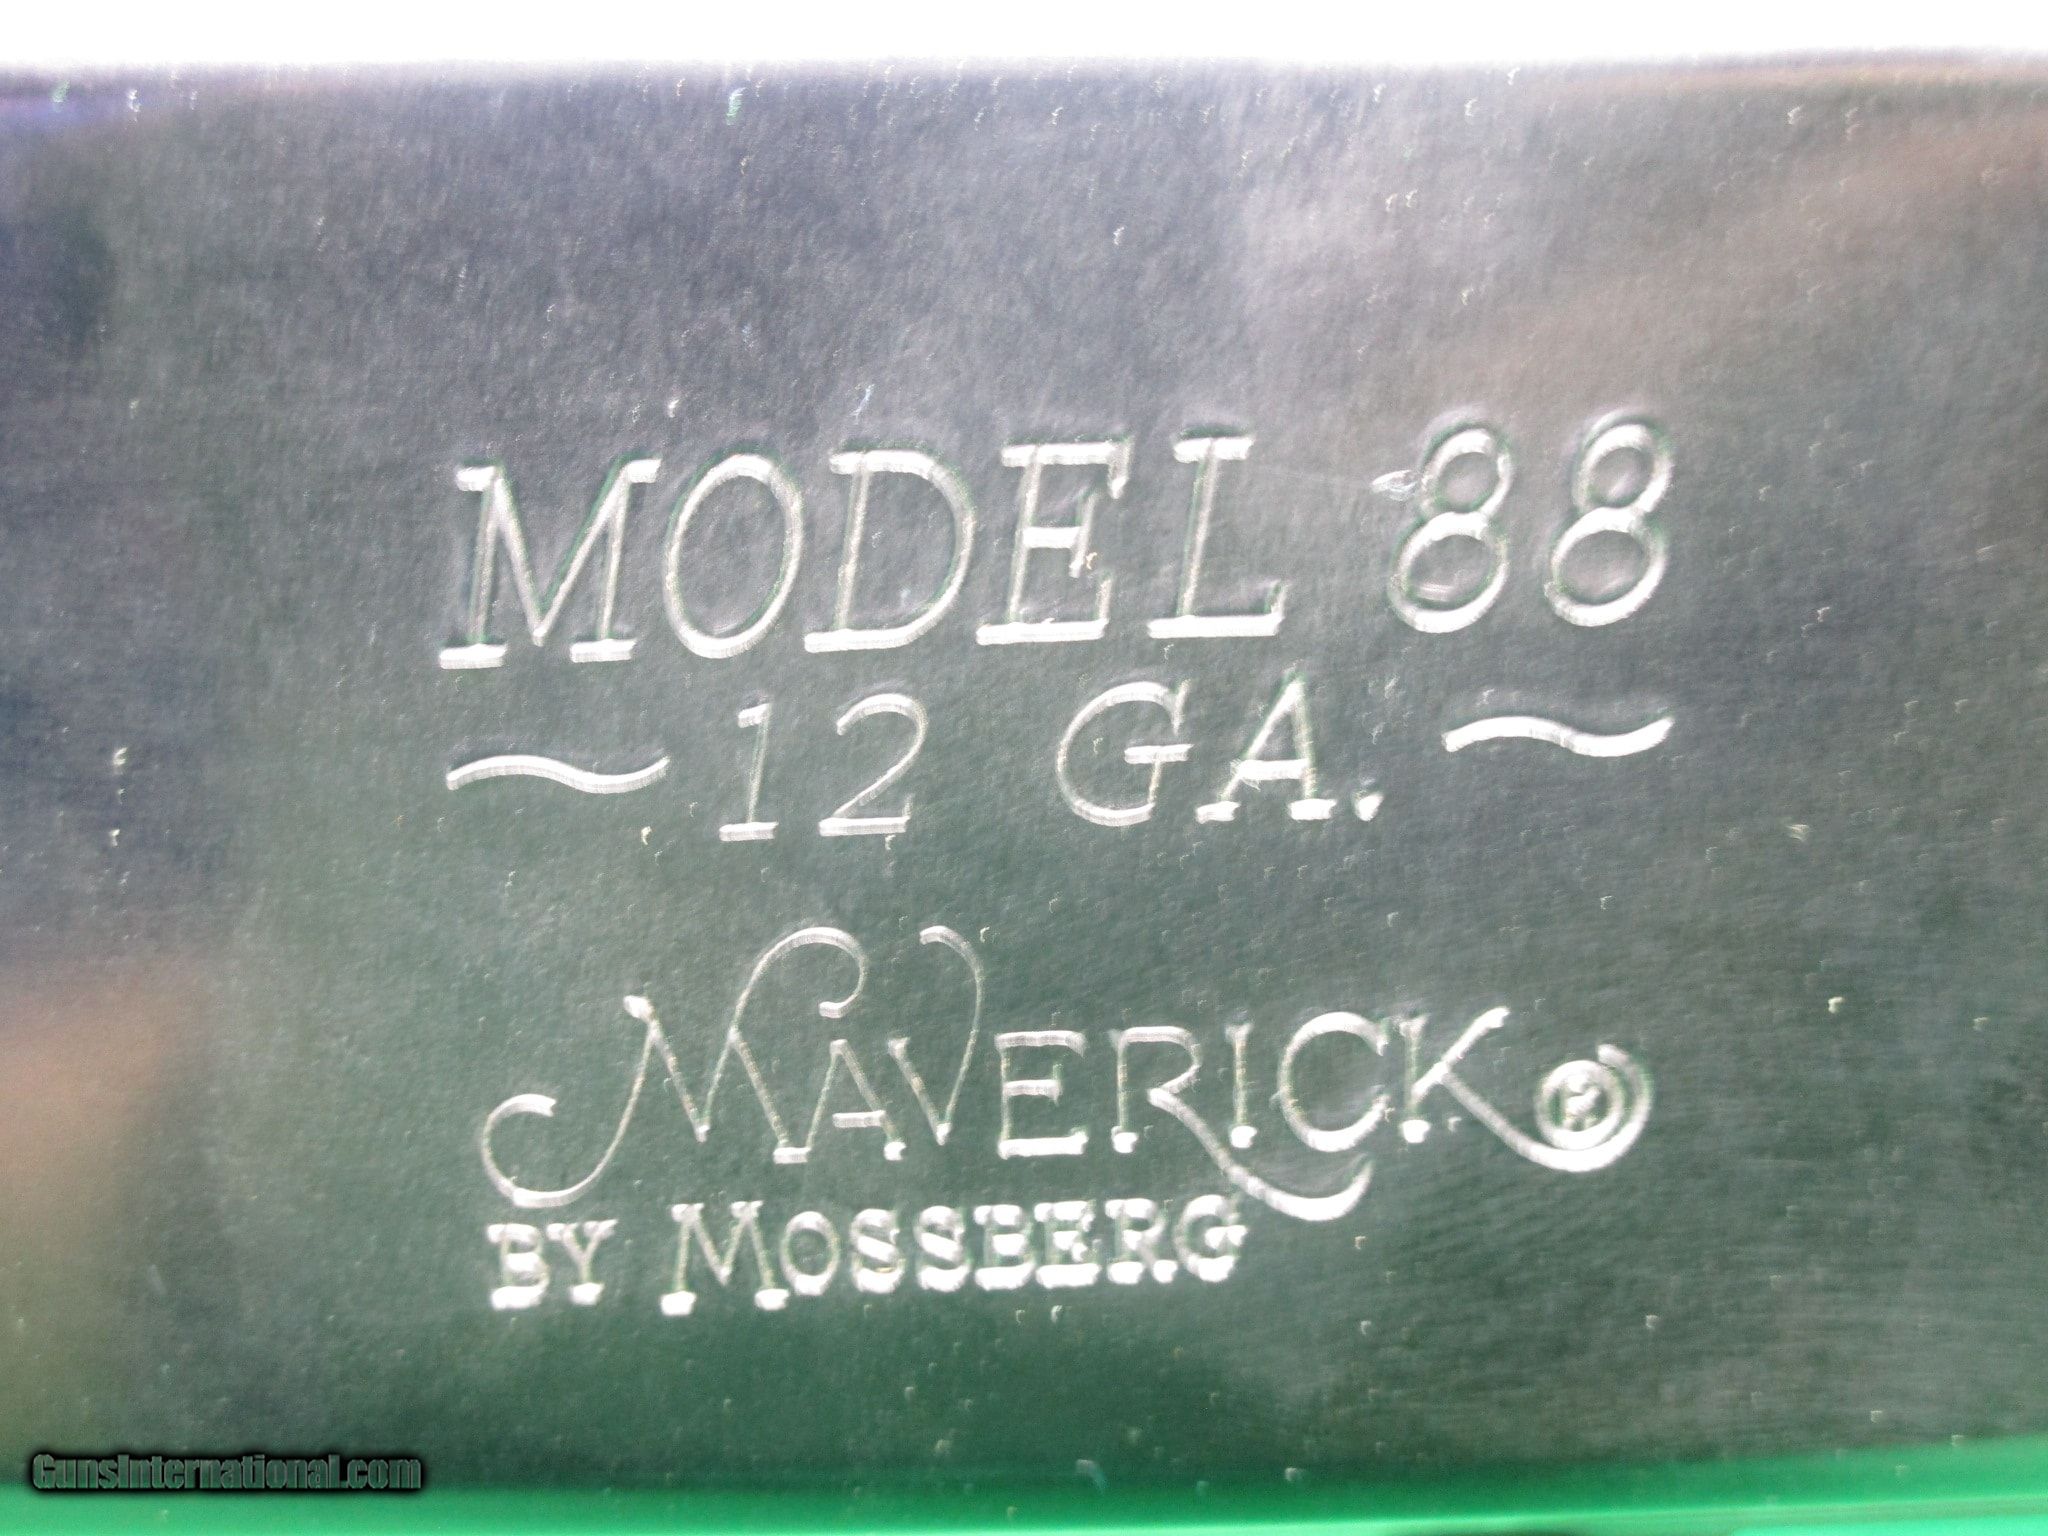 MODEL 88
~ 12 GA. ~
MAVERICK®
BY MOSSBERG
GunsInternational.com